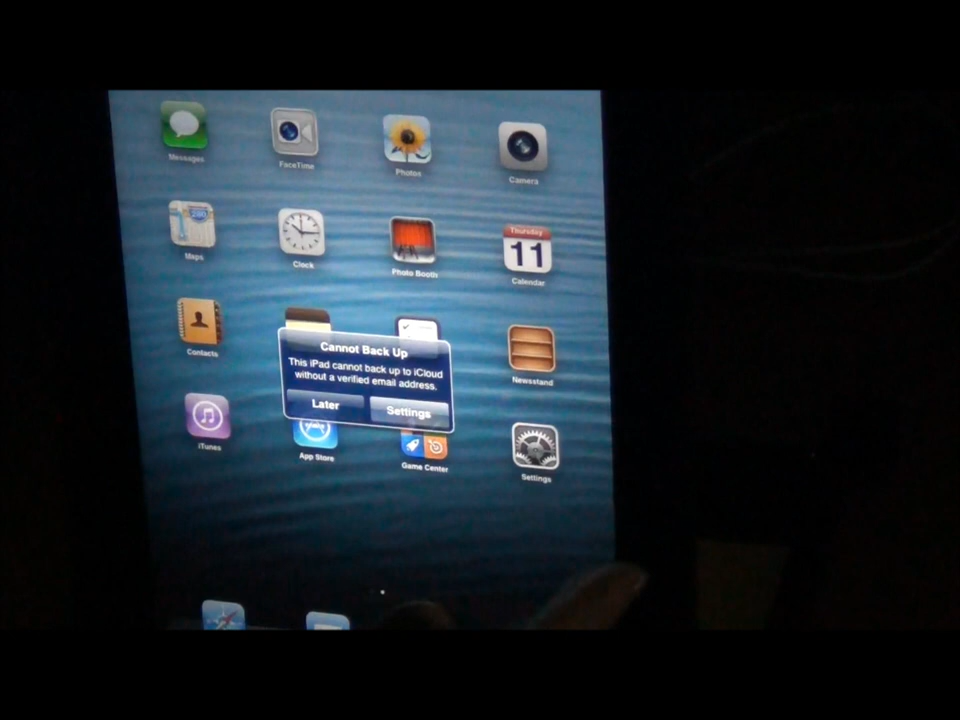 Messages
FaceTime
Photos
Camera
280
Maps
Clock
Photo Booth
Thursday
11
Calendar
Contacts
Newsstand
Cannot Back Up
This iPad cannot back up to iCloud
without a verified email address.
Later
Settings
iTunes
App Store
Game Center
Settings